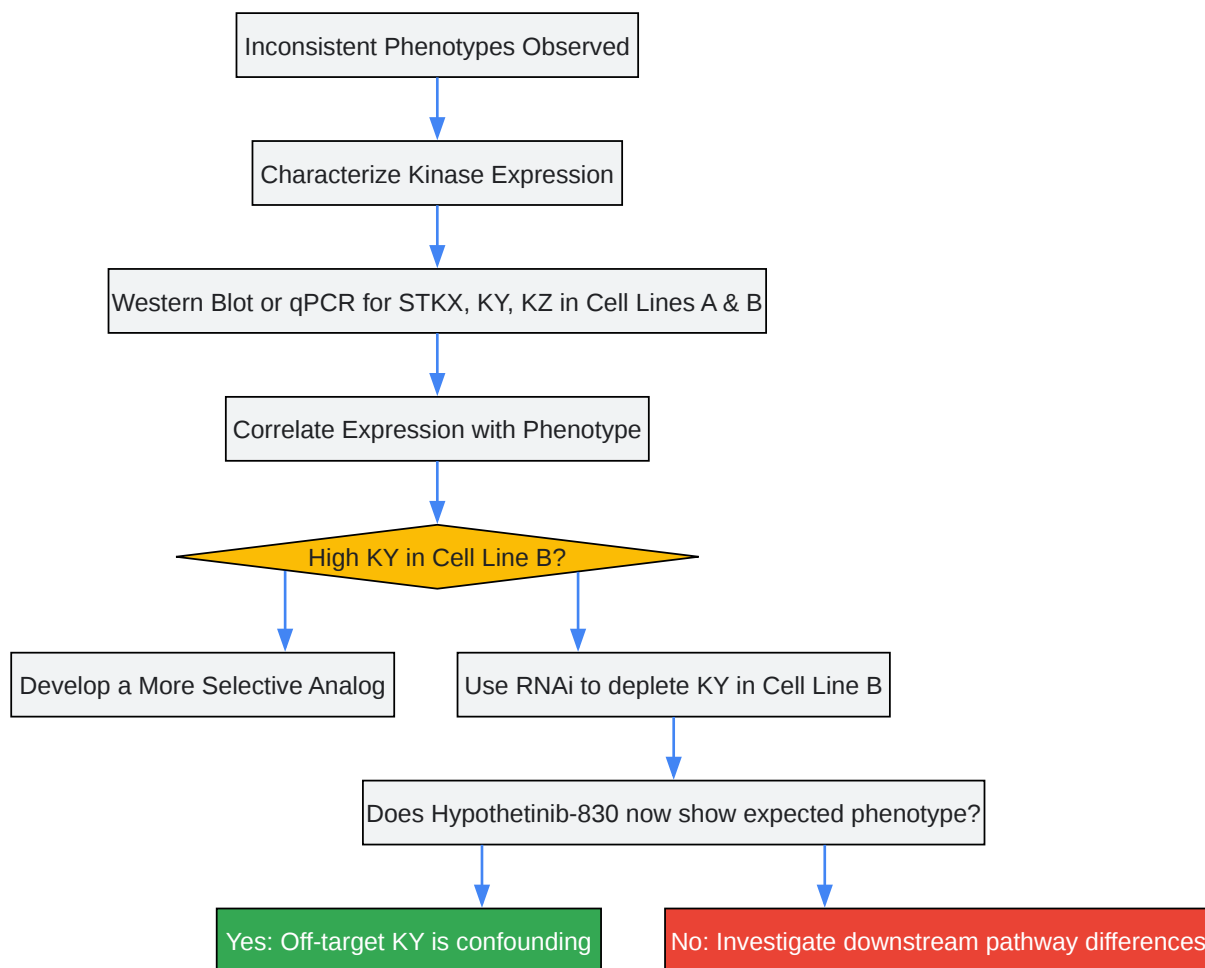 Inconsistent Phenotypes Observed
Characterize Kinase Expression
Western Blot or qPCR for STKX, KY, KZ in Cell Lines A & B
Correlate Expression with Phenotype
High KY in Cell Line B?
Develop a More Selective Analog
Use RNAi to deplete KY in Cell Line B
Does Hypothetinib-830 now show expected phenotype?
Yes: Off-target KY is confounding
No: Investigate downstream pathway differences